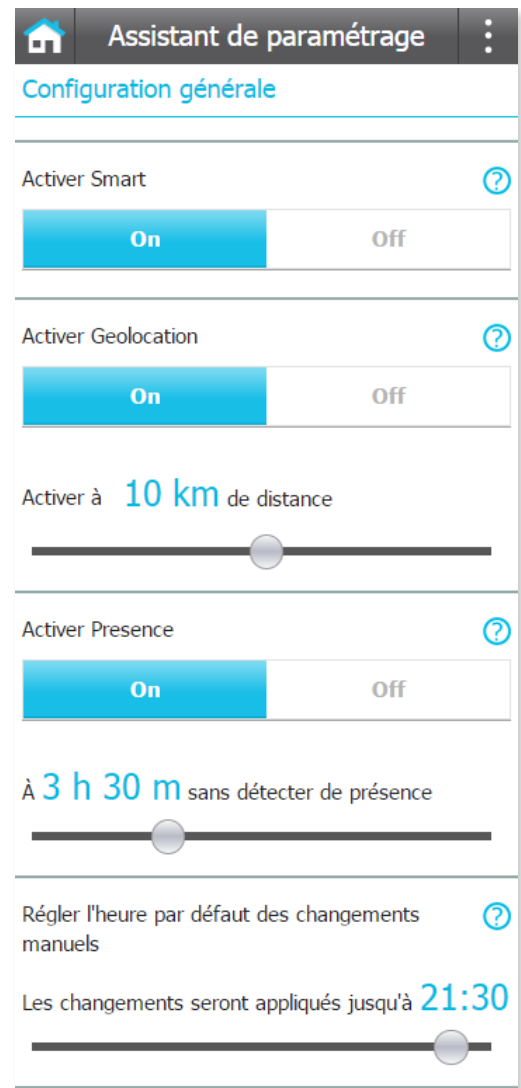 Assistant de paramétrage
Configuration générale
Activer Smart ?
On Off
Activer Geolocation ?
On Off
Activer à 10 km de distance
Activer Presence ?
On Off
À 3 h 30 m sans détecter de présence
Régler l'heure par défaut des changements ?
manuels
Les changements seront appliqués jusqu'à 21:30